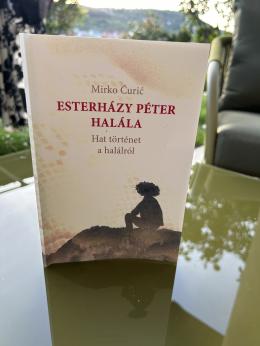 Mirko Ćurić
ESTERHÁZY PÉTER
HALÁLA
Hat történet
a halálról